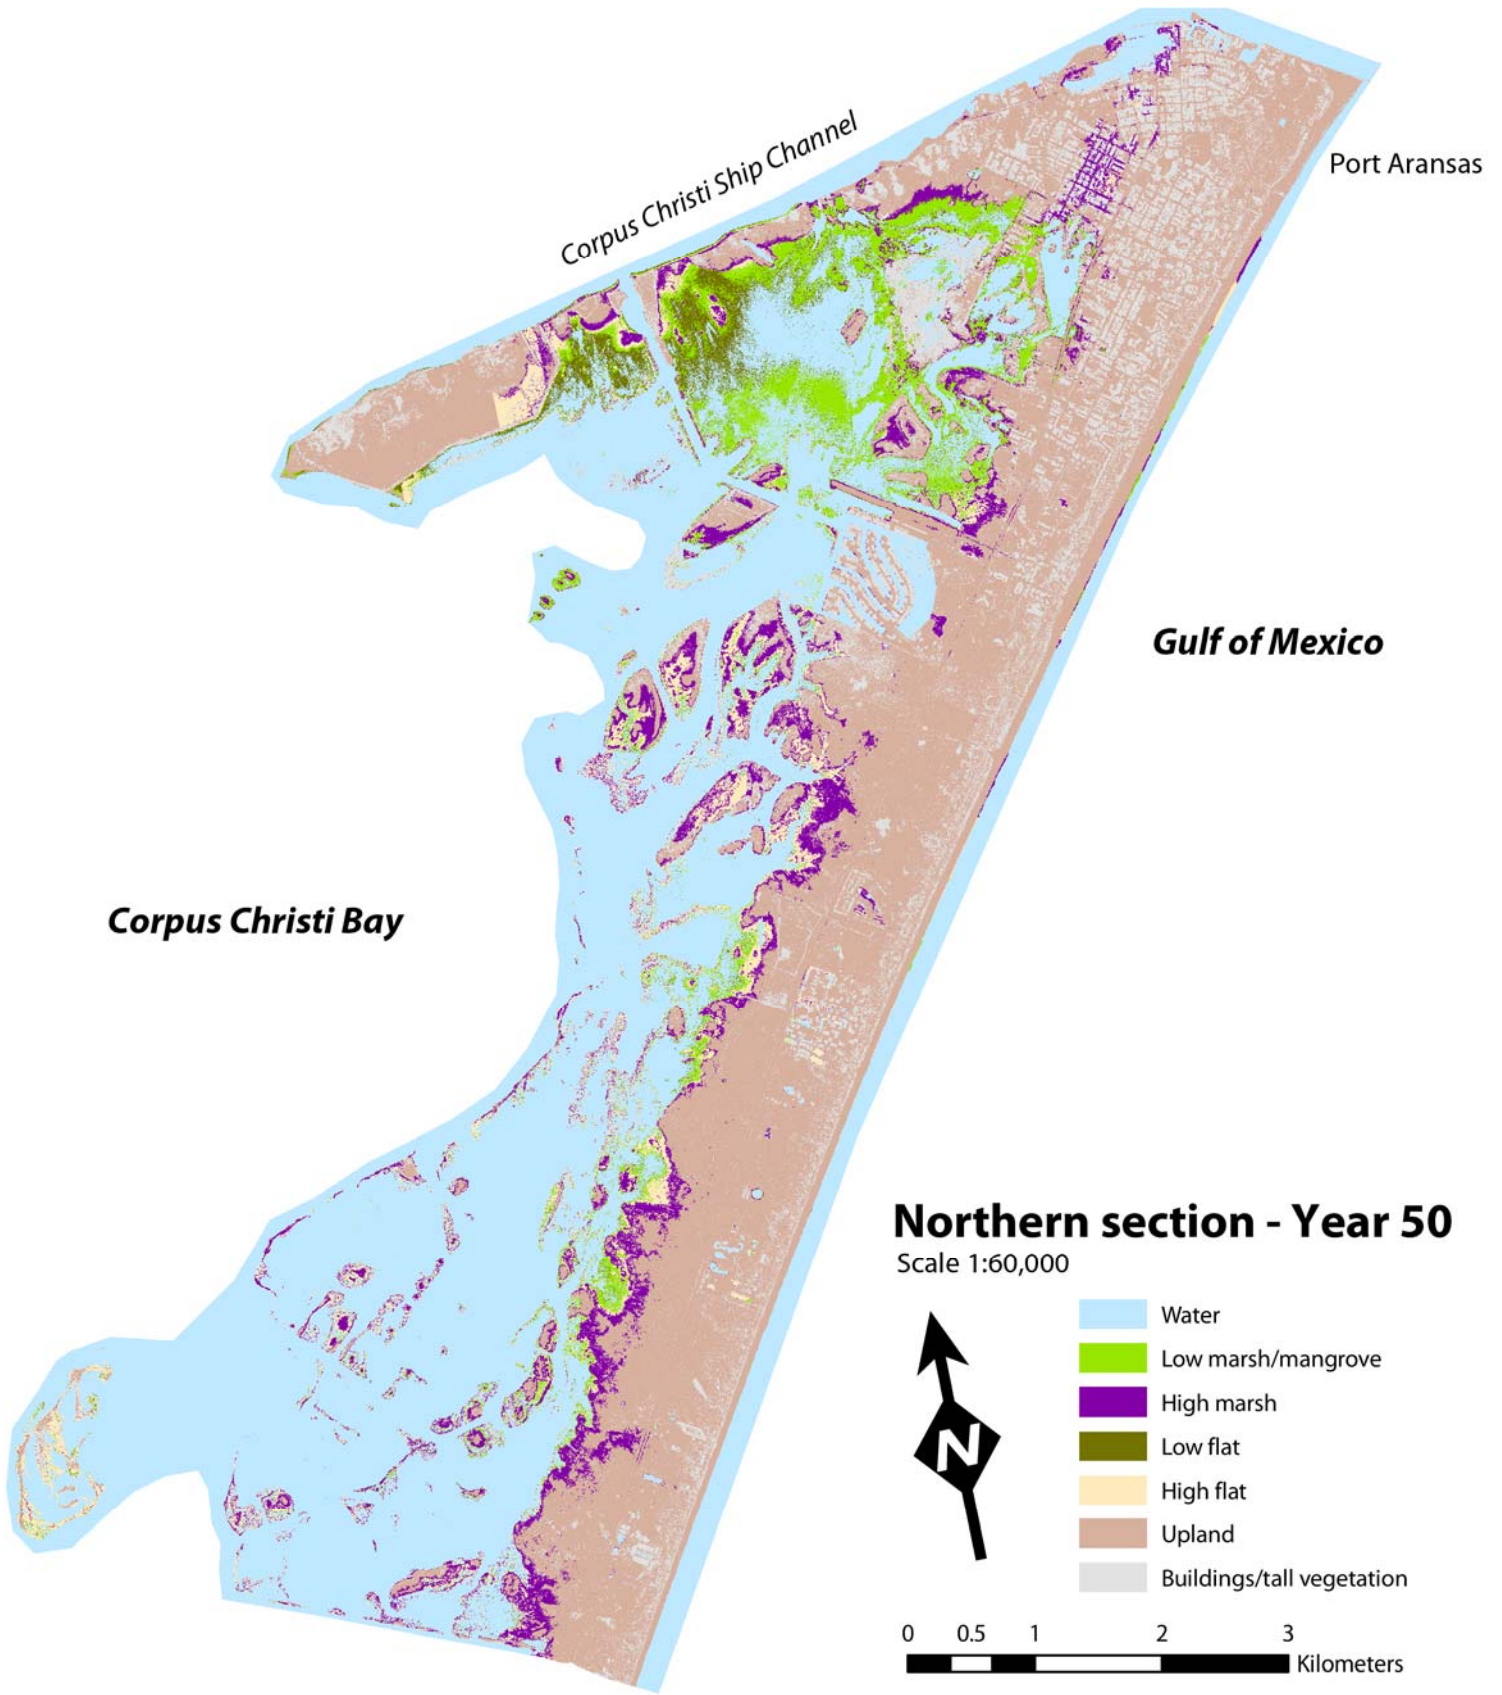 Corpus Christi Ship Channel
Port Aransas
Gulf of Mexico
Corpus Christi Bay
Northern section - Year 50
Scale 1:60,000
Water
Low marsh/mangrove
High marsh
Low flat
High flat
Upland
Buildings/tall vegetation
N
0 0.5 1 2 3
Kilometers